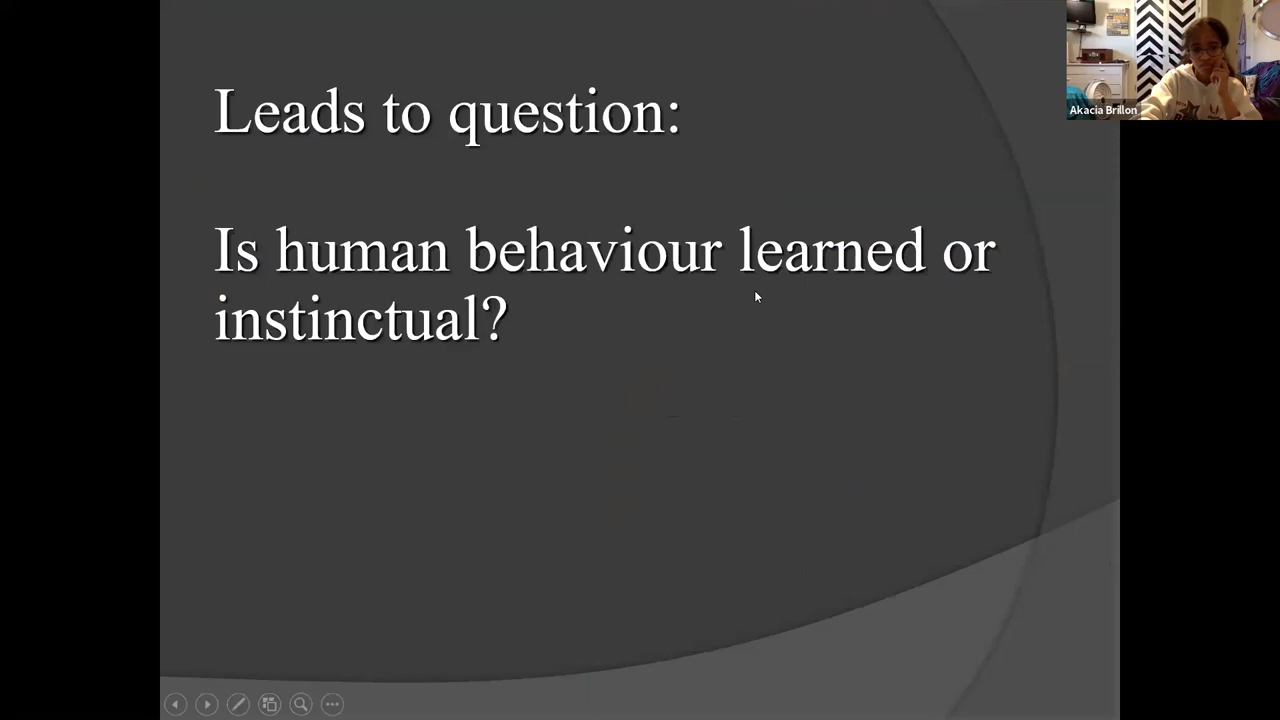 Leads to question:
Is human behaviour learned or
instinctual?
Akacia Brillon